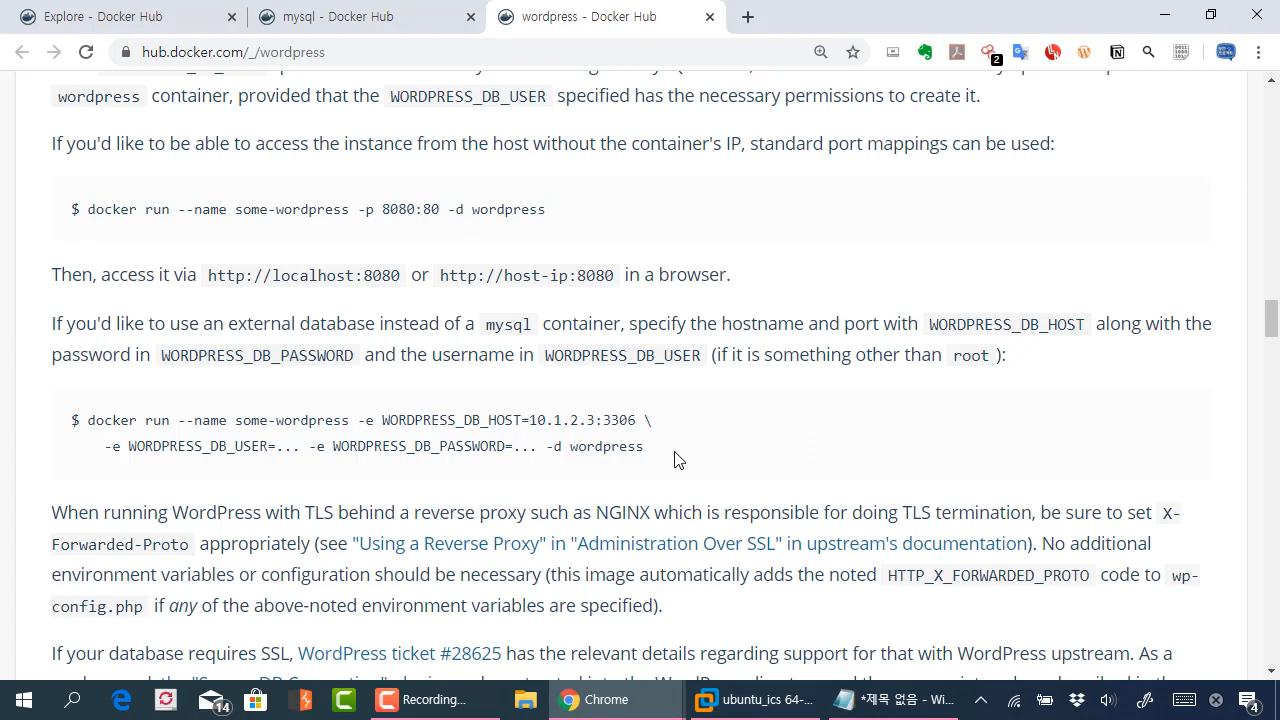 Explore - Docker Hub
mysql - Docker Hub
wordpress - Docker Hub
hub.docker.com/_/wordpress
2
wordpress container, provided that the WORDPRESS_DB_USER specified has the necessary permissions to create it.
If you'd like to be able to access the instance from the host without the container's IP, standard port mappings can be used:
$ docker run --name some-wordpress -p 8080:80 -d wordpress
Then, access it via http://localhost:8080 or http://host-ip:8080 in a browser.
If you'd like to use an external database instead of a mysql container, specify the hostname and port with WORDPRESS_DB_HOST along with the
password in WORDPRESS_DB_PASSWORD and the username in WORDPRESS_DB_USER (if it is something other than root ):
$ docker run --name some-wordpress -e WORDPRESS_DB_HOST=10.1.2.3:3306 \
-e WORDPRESS_DB_USER=... -e WORDPRESS_DB_PASSWORD=... -d wordpress
When running WordPress with TLS behind a reverse proxy such as NGINX which is responsible for doing TLS termination, be sure to set X-
Forwarded-Proto appropriately (see "Using a Reverse Proxy" in "Administration Over SSL" in upstream's documentation). No additional
environment variables or configuration should be necessary (this image automatically adds the noted HTTP_X_FORWARDED_PROTO code to wp-
config.php if any of the above-noted environment variables are specified).
If your database requires SSL, WordPress ticket #28625 has the relevant details regarding support for that with WordPress upstream. As a
14
Recording...
Chrome
ubuntu_ics 64-...
*제목 없음 - Wi...
4